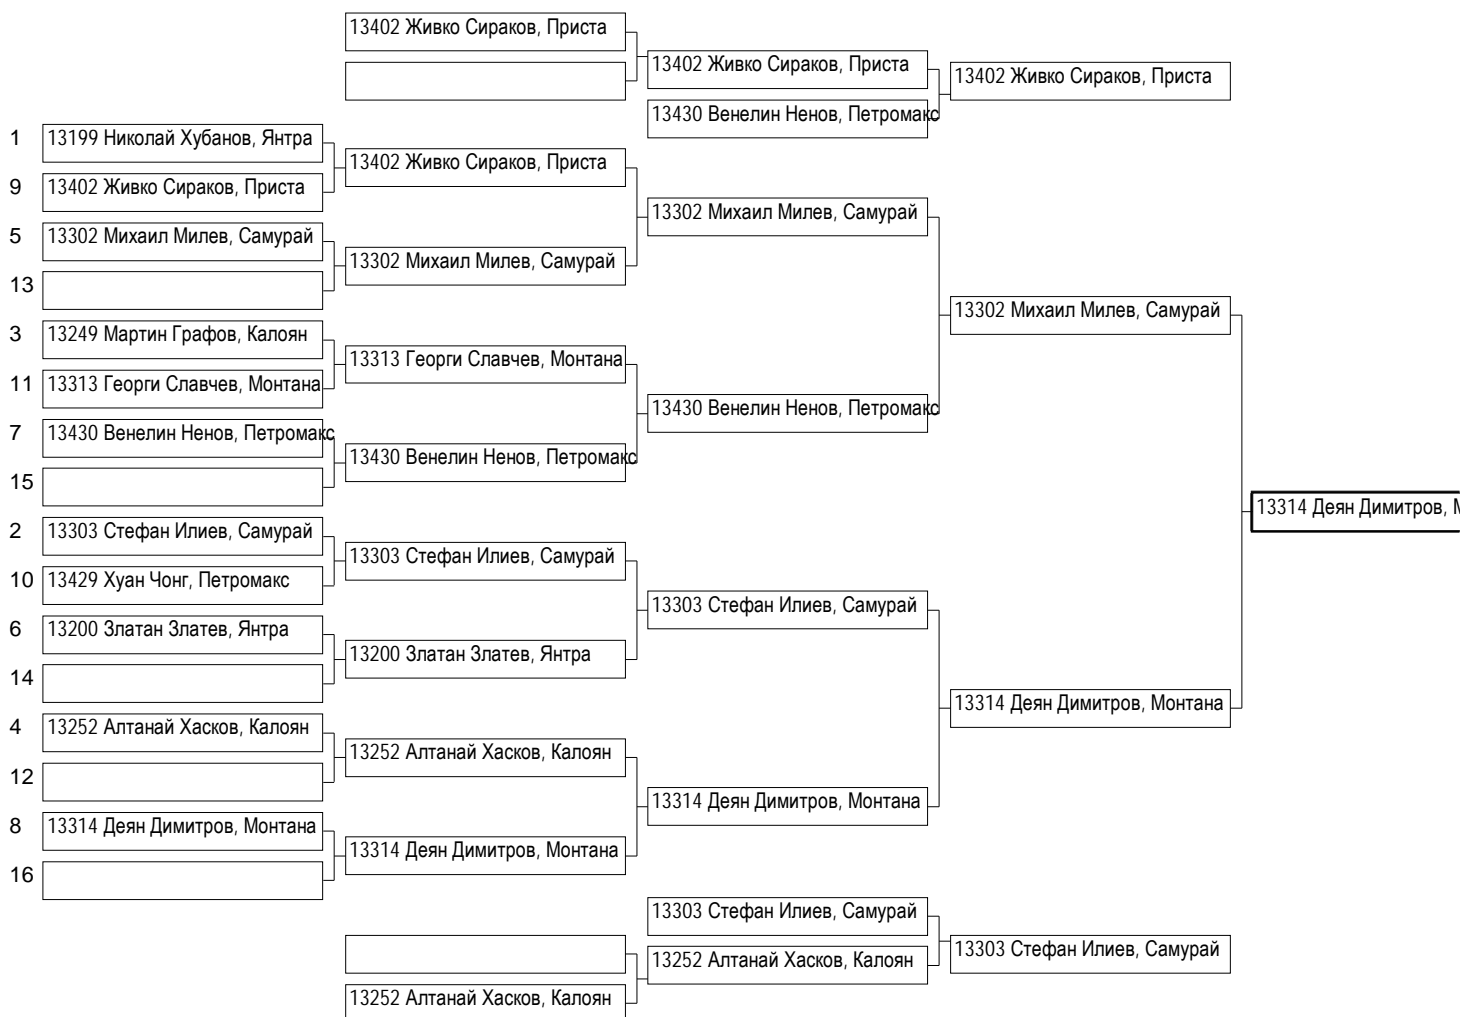 13402 Живко Сираков, Приста
13402 Живко Сираков, Приста
13402 Живко Сираков, Приста
13430 Венелин Ненов, Петромакс
1 13199 Николай Хубанов, Янтра
13402 Живко Сираков, Приста
9 13402 Живко Сираков, Приста
13302 Михаил Милев, Самурай
5 13302 Михаил Милев, Самурай
13302 Михаил Милев, Самурай
13
13302 Михаил Милев, Самурай
3 13249 Мартин Графов, Калоян
13313 Георги Славчев, Монтана
11 13313 Георги Славчев, Монтана
13430 Венелин Ненов, Петромакс
7 13430 Венелин Ненов, Петромакс
13430 Венелин Ненов, Петромакс
15
13314 Деян Димитров,
2 13303 Стефан Илиев, Самурай
13303 Стефан Илиев, Самурай
10 13429 Хуан Чонг, Петромакс
13303 Стефан Илиев, Самурай
6 13200 Златан Златев, Янтра
13200 Златан Златев, Янтра
14
13314 Деян Димитров, Монтана
4 13252 Алтанай Хасков, Калоян
13252 Алтанай Хасков, Калоян
12
13314 Деян Димитров, Монтана
8 13314 Деян Димитров, Монтана
13314 Деян Димитров, Монтана
16
13303 Стефан Илиев, Самурай
13303 Стефан Илиев, Самурай
13252 Алтанай Хасков, Калоян
13252 Алтанай Хасков, Калоян